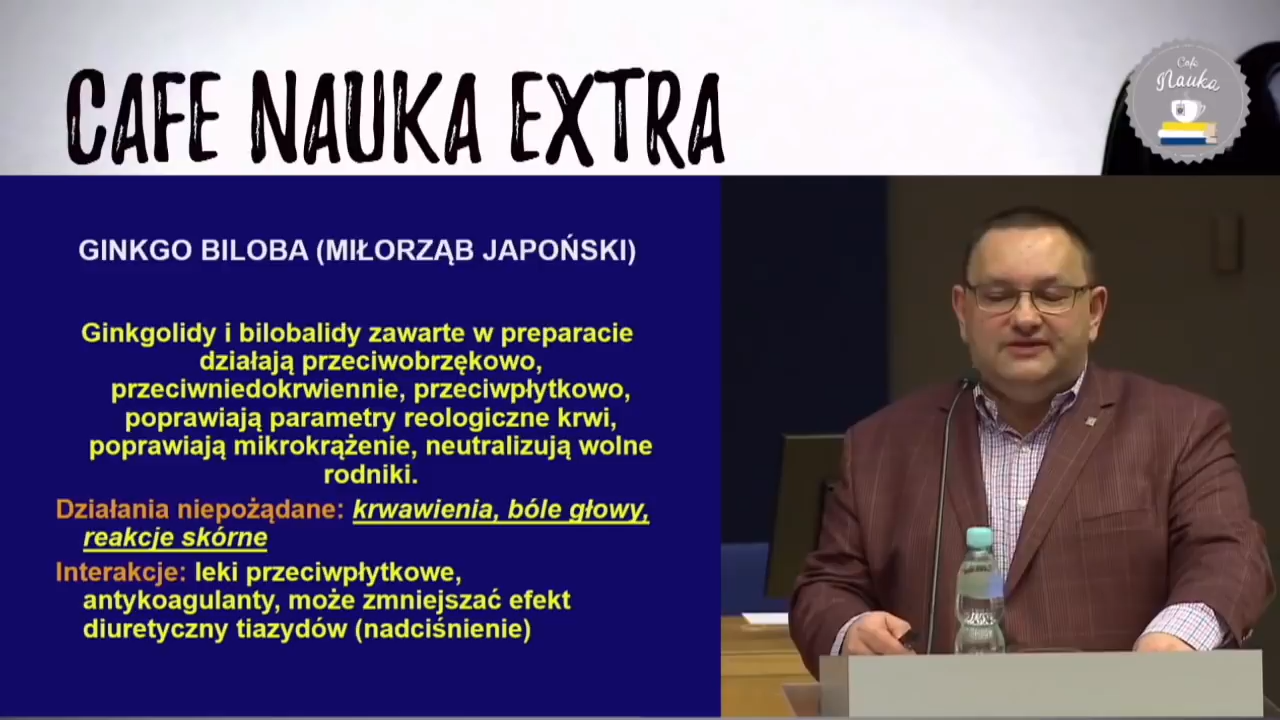 CAFE NAUKA EXTRA
Cafe
Nauka
GINKGO BILOBA (MIŁORZĄB JAPOŃSKI)
Ginkgolidy i bilobalidy zawarte w preparacie
działają przeciwobrzękowo,
przeciwniedokrwiennie, przeciwpłytkowo,
poprawiają parametry reologiczne krwi,
poprawiają mikrokrążenie, neutralizują wolne
rodniki.
Działania niepożądane: krwawienia, bóle głowy,
reakcje skórne
Interakcje: leki przeciwpłytkowe,
antykoagulanty, może zmniejszać efekt
diuretyczny tiazydów (nadciśnienie)